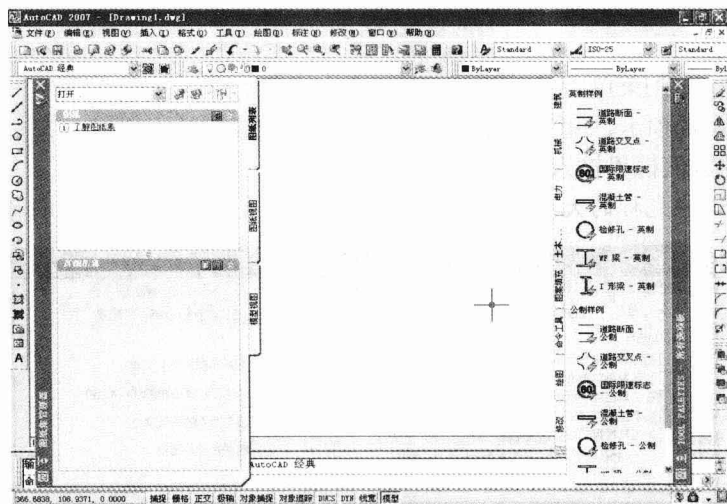 AutoCAD 2007 - [Drawing1.dwg]
文件(F) 编辑(E) 视图(V) 插入(I) 格式(O) 工具(T) 绘图(D) 标注(N) 修改(M) 窗口(W) 帮助(H)
Standard ISO-25 Standard
AutoCAD 经典 0 ByLayer ByLayer ByL
打开
了解图纸集
图纸列表
图纸视图
模型视图
建筑
机械
电力
土木...
图案填充
命令工具
绘图
修改
英制样例
道路断面 - 英制
道路交叉点 - 英制
国际限速标志 - 英制
混凝土管 - 英制
检修孔 - 英制
WF 梁 - 英制
I 形梁 - 英制
公制样例
道路断面 - 公制
道路交叉点 - 公制
国际限速标志 - 公制
混凝土管 - 公制
检修孔 - 公制
TOOL PALETTES - 所有选项板
A
AutoCAD 经典
366.6838, 106.9371, 0.0000 捕捉 栅格 正交 极轴 对象捕捉 对象追踪 DUCS DYN 线宽 模型